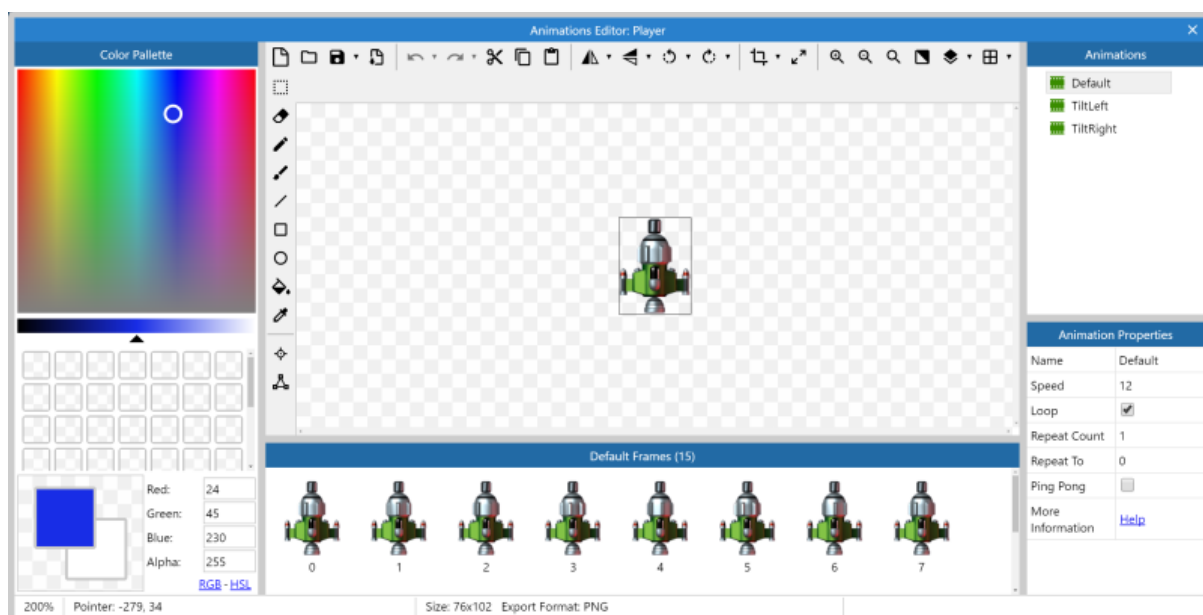 Animations Editor: Player
Color Pallette
Animations
Default
TiltLeft
TiltRight
Animation Properties
Name Default
Speed 12
Loop
Repeat Count 1
Repeat To 0
Ping Pong
More Information Help
Default Frames (15)
0 1 2 3 4 5 6 7
Red: 24
Green: 45
Blue: 230
Alpha: 255
RGB - HSL
200% Pointer: -279, 34 Size: 76x102 Export Format: PNG